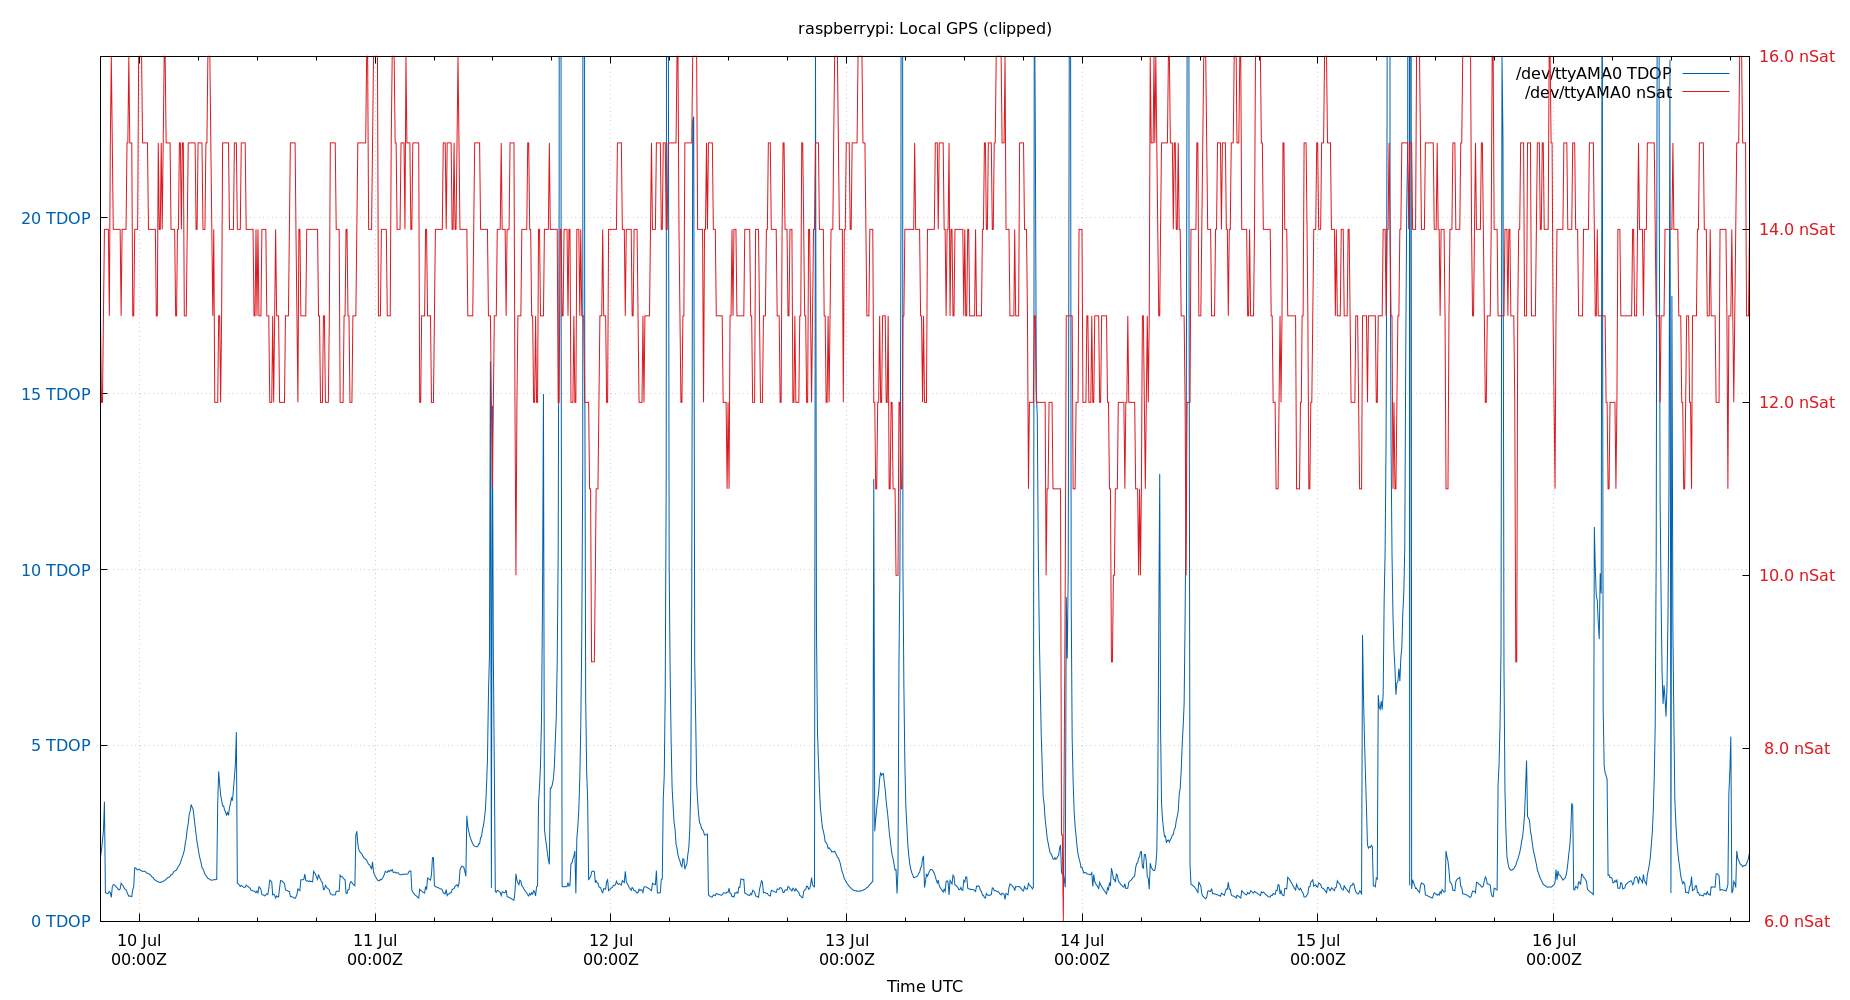 raspberrypi: Local GPS (clipped)
16.0 nSat
/dev/ttyAMA0 TDOP
/dev/ttyAMA0 nSat
20 TDOP
14.0 nSat
15 TDOP
12.0 nSat
10 TDOP
10.0 nSat
5 TDOP
8.0 nSat
0 TDOP
6.0 nSat
10 Jul 11 Jul 12 Jul 13 Jul 14 Jul 15 Jul 16 Jul
00:00Z 00:00Z 00:00Z 00:00Z 00:00Z 00:00Z 00:00Z
Time UTC